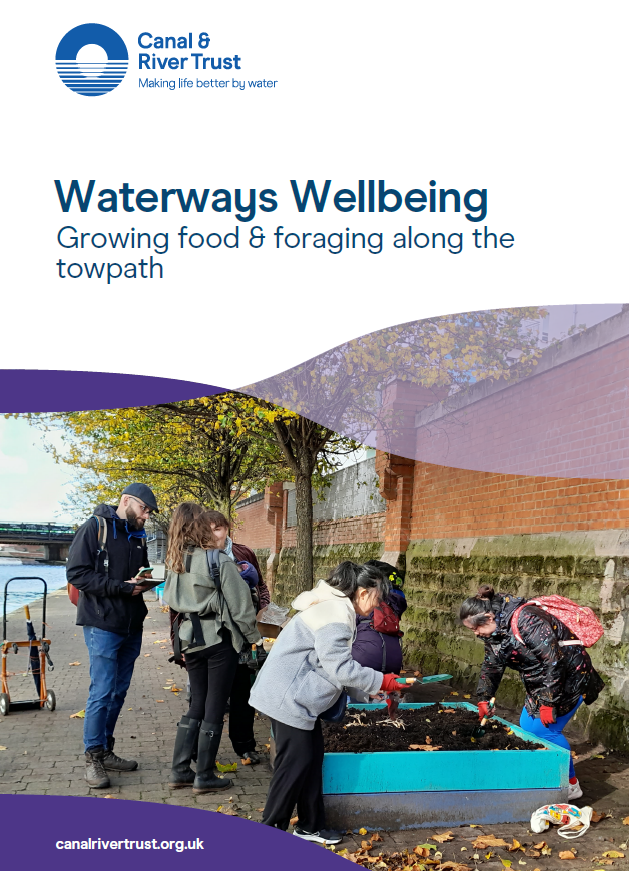 Canal &
River Trust
Making life better by water
Waterways Wellbeing
Growing food & foraging along the
towpath
canalrivertrust.org.uk